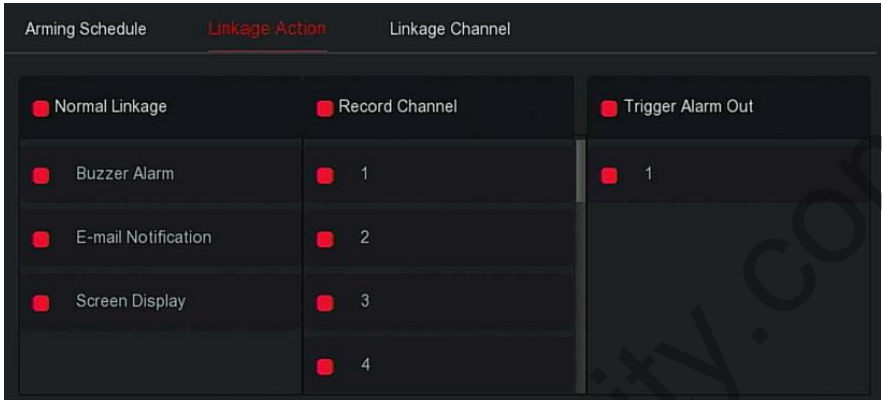 Arming Schedule Linkage Action Linkage Channel
Normal Linkage Record Channel Trigger Alarm Out
Buzzer Alarm 1 1
E-mail Notification 2
Screen Display 3
4